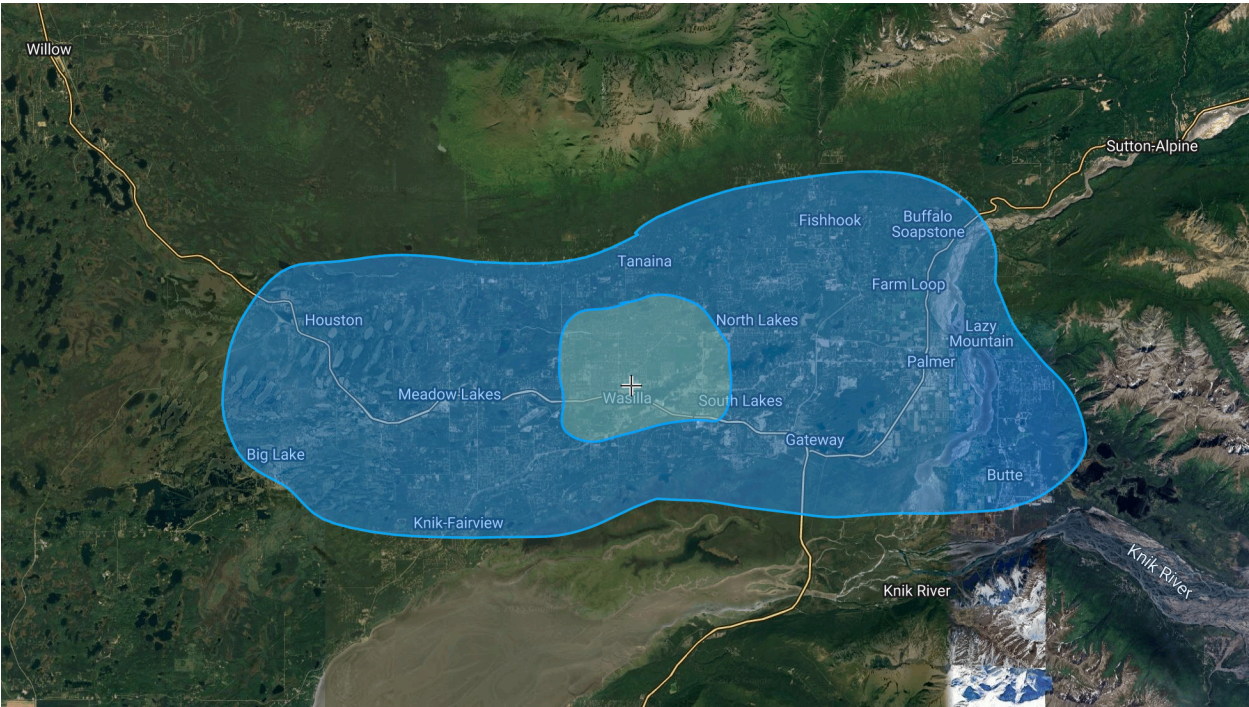 Willow
Sutton-Alpine
Fishhook
Buffalo
Soapstone
Tanaina
Farm Loop
Houston
North Lakes
Lazy
Mountain
Palmer
Meadow Lakes
Wasilla
South Lakes
Gateway
Big Lake
Butte
Knik-Fairview
Knik River
Knik River